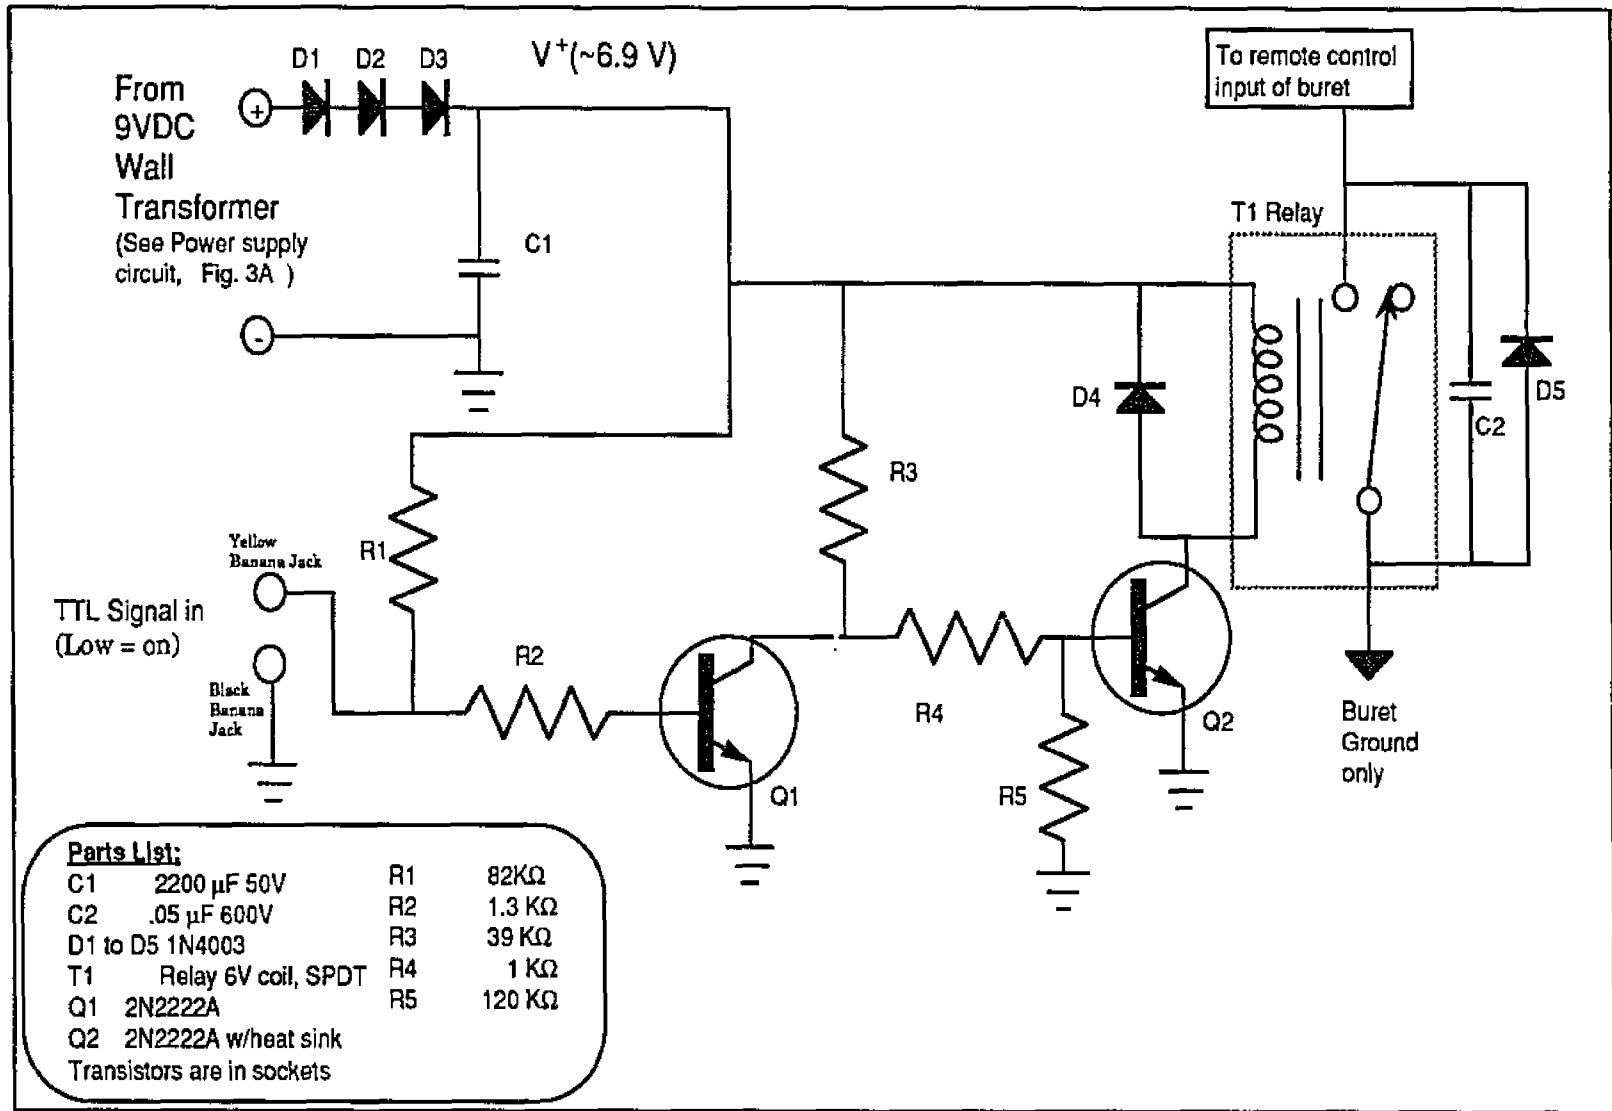 D1 D2 D3
V+(~6.9 V)
From
9VDC
Wall
Transformer
(See Power supply
circuit, Fig. 3A )
+
-
C1
To remote control
input of buret
T1 Relay
D4
D5
C2
R3
R1
Yellow
Banana Jack
TTL Signal in
(Low = on)
Black
Banana
Jack
R2
R4
Q1
Q2
R5
Buret
Ground
only
Parts List:
C1 2200 µF 50V
C2 .05 µF 600V
D1 to D5 1N4003
T1 Relay 6V coil, SPDT
Q1 2N2222A
Q2 2N2222A w/heat sink
Transistors are in sockets
R1 82KΩ
R2 1.3 KΩ
R3 39 KΩ
R4 1 KΩ
R5 120 KΩ